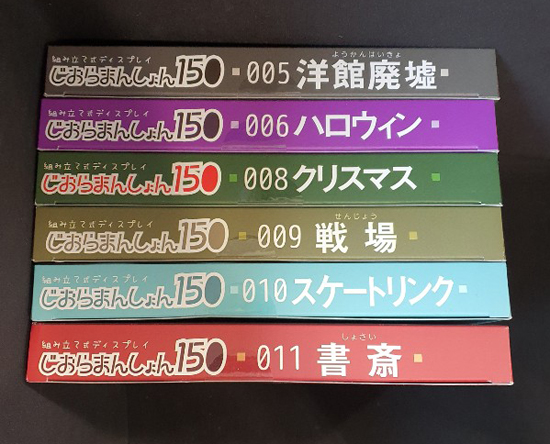 ようかんはいきょ
組み立て式ディスプレイ
じおらまんしょん150 005 洋館廃墟
組み立て式ディスプレイ
じおらまんしょん150 006 ハロウィン
組み立て式ディスプレイ
じおらまんしょん150 008 クリスマス
せんじょう
組み立て式ディスプレイ
じおらまんしょん150 009 戦場
組み立て式ディスプレイ
じおらまんしょん150 010 スケートリンク
しょさい
組み立て式ディスプレイ
じおらまんしょん150 011 書斎